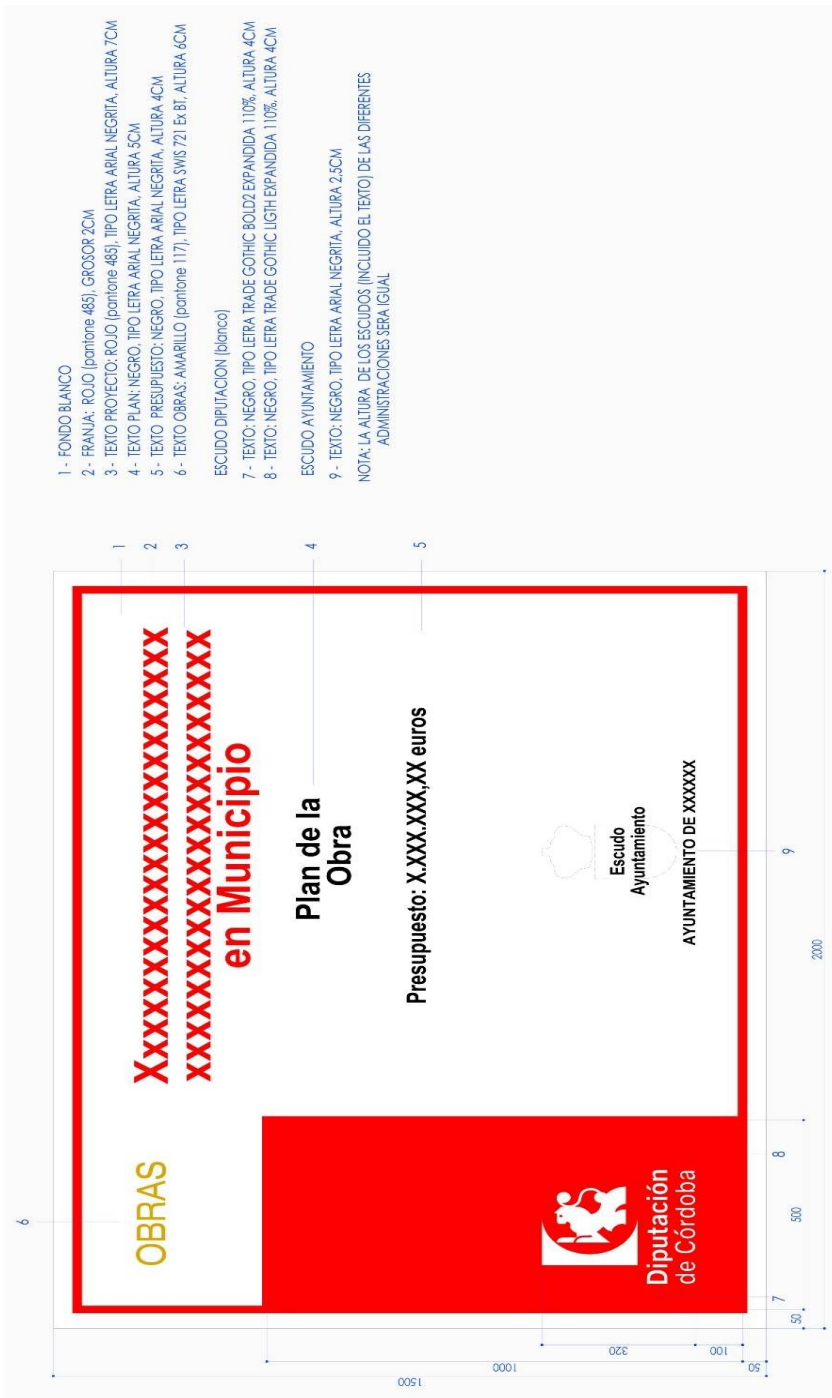 1 - FONDO BLANCO
2 - FRANJA: ROJO (pantone 485), GROSOR 2CM
3 - TEXTO PROYECTO: ROJO (pantone 485), TIPO LETRA ARIAL NEGRITA, ALTURA 7CM
4 - TEXTO PLAN: NEGRO, TIPO LETRA ARIAL NEGRITA, ALTURA 5CM
5 - TEXTO PRESUPUESTO: NEGRO, TIPO LETRA ARIAL NEGRITA, ALTURA 4CM
6 - TEXTO OBRAS: AMARILLO (pantone 117), TIPO LETRA SWIS 721 Ex BT, ALTURA 6CM
ESCUDO DIPUTACION (blanco)
7 - TEXTO: NEGRO, TIPO LETRA TRADE GOTHIC BOLD2 EXPANDIDA 110%, ALTURA 4CM
8 - TEXTO: NEGRO, TIPO LETRA TRADE GOTHIC LIGTH EXPANDIDA 110%, ALTURA 4CM
ESCUDO AYUNTAMIENTO
9 - TEXTO: NEGRO, TIPO LETRA ARIAL NEGRITA, ALTURA 2,5CM
NOTA: LA ALTURA DE LOS ESCUDOS (INCLUIDO EL TEXTO) DE LAS DIFERENTES
ADMINISTRACIONES SERA IGUAL
6
1
2
3
4
5
OBRAS
Xxxxxxxxxxxxxxxxxxxxxxx
xxxxxxxxxxxxxxxxxxxxxxx
en Municipio
Plan de la
Obra
Presupuesto: X.XXX.XXX,XX euros
Escudo
Ayuntamiento
AYUNTAMIENTO DE XXXXXX
Diputación
de Córdoba
1500
1000
320
100
50
50
7
500
8
9
2000